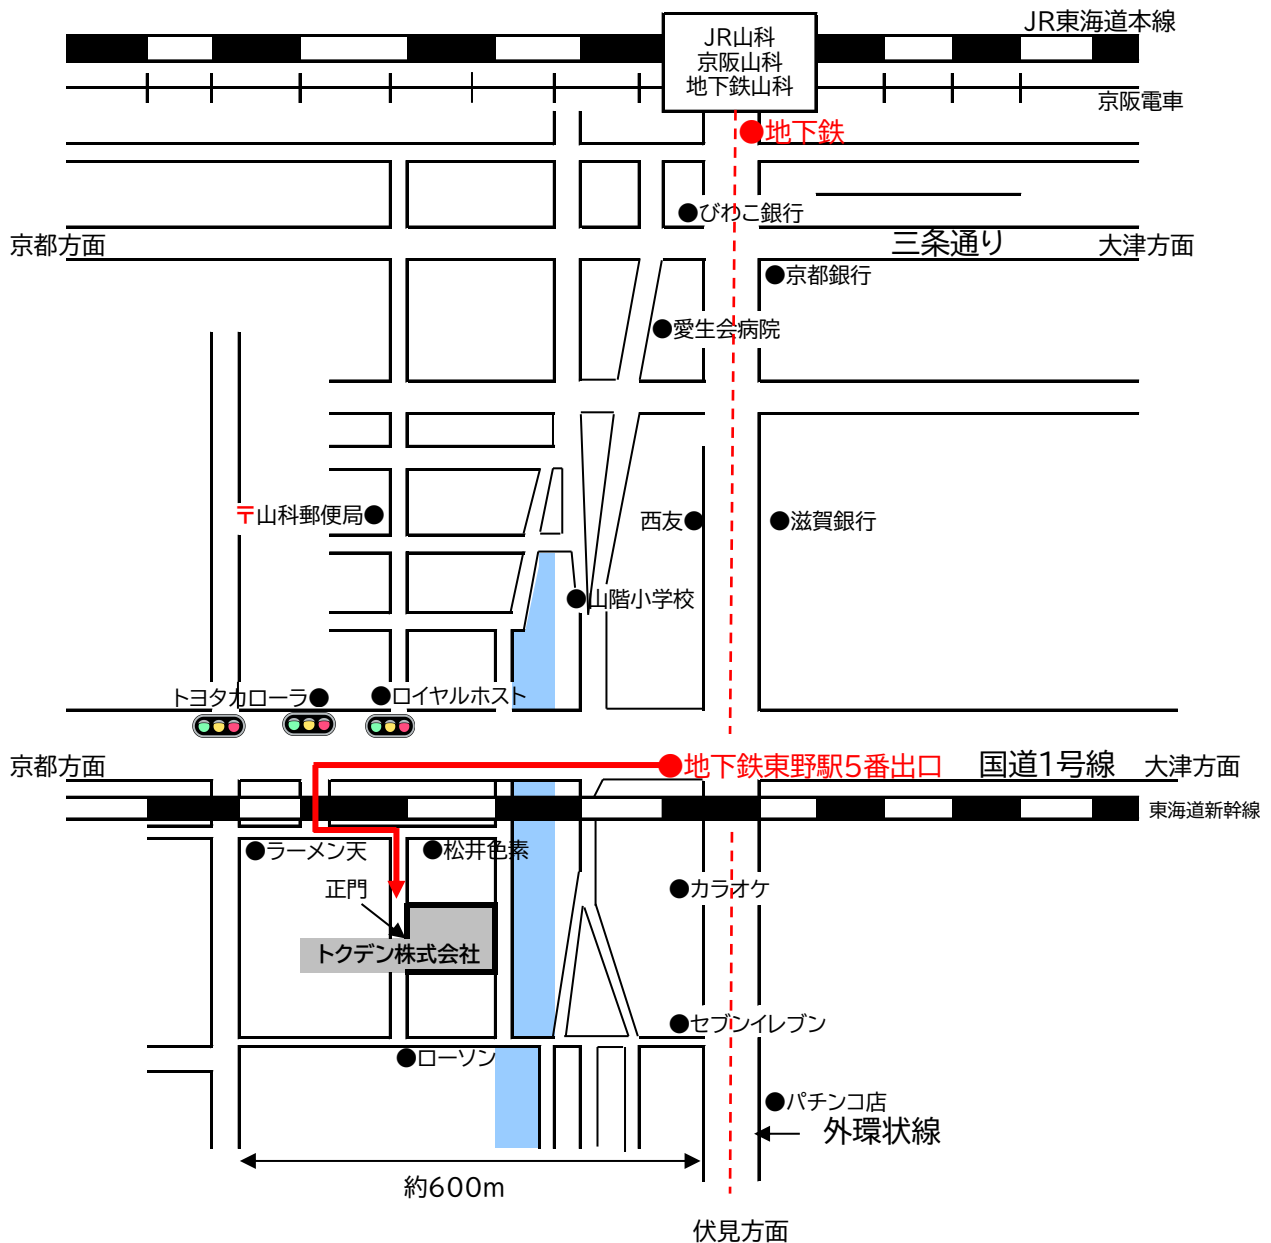 JR東海道本線
JR山科
京阪山科
地下鉄山科
京阪電車
●地下鉄
●びわこ銀行
京都方面
三条通り
大津方面
●京都銀行
●愛生会病院
〒山科郵便局●
西友●
●滋賀銀行
●山階小学校
トヨタカローラ●
●ロイヤルホスト
京都方面
●地下鉄東野駅5番出口
国道1号線
大津方面
東海道新幹線
●ラーメン天
●松井色素
正門
●カラオケ
トクデン株式会社
●セブンイレブン
●ローソン
●パチンコ店
外環状線
約600m
伏見方面